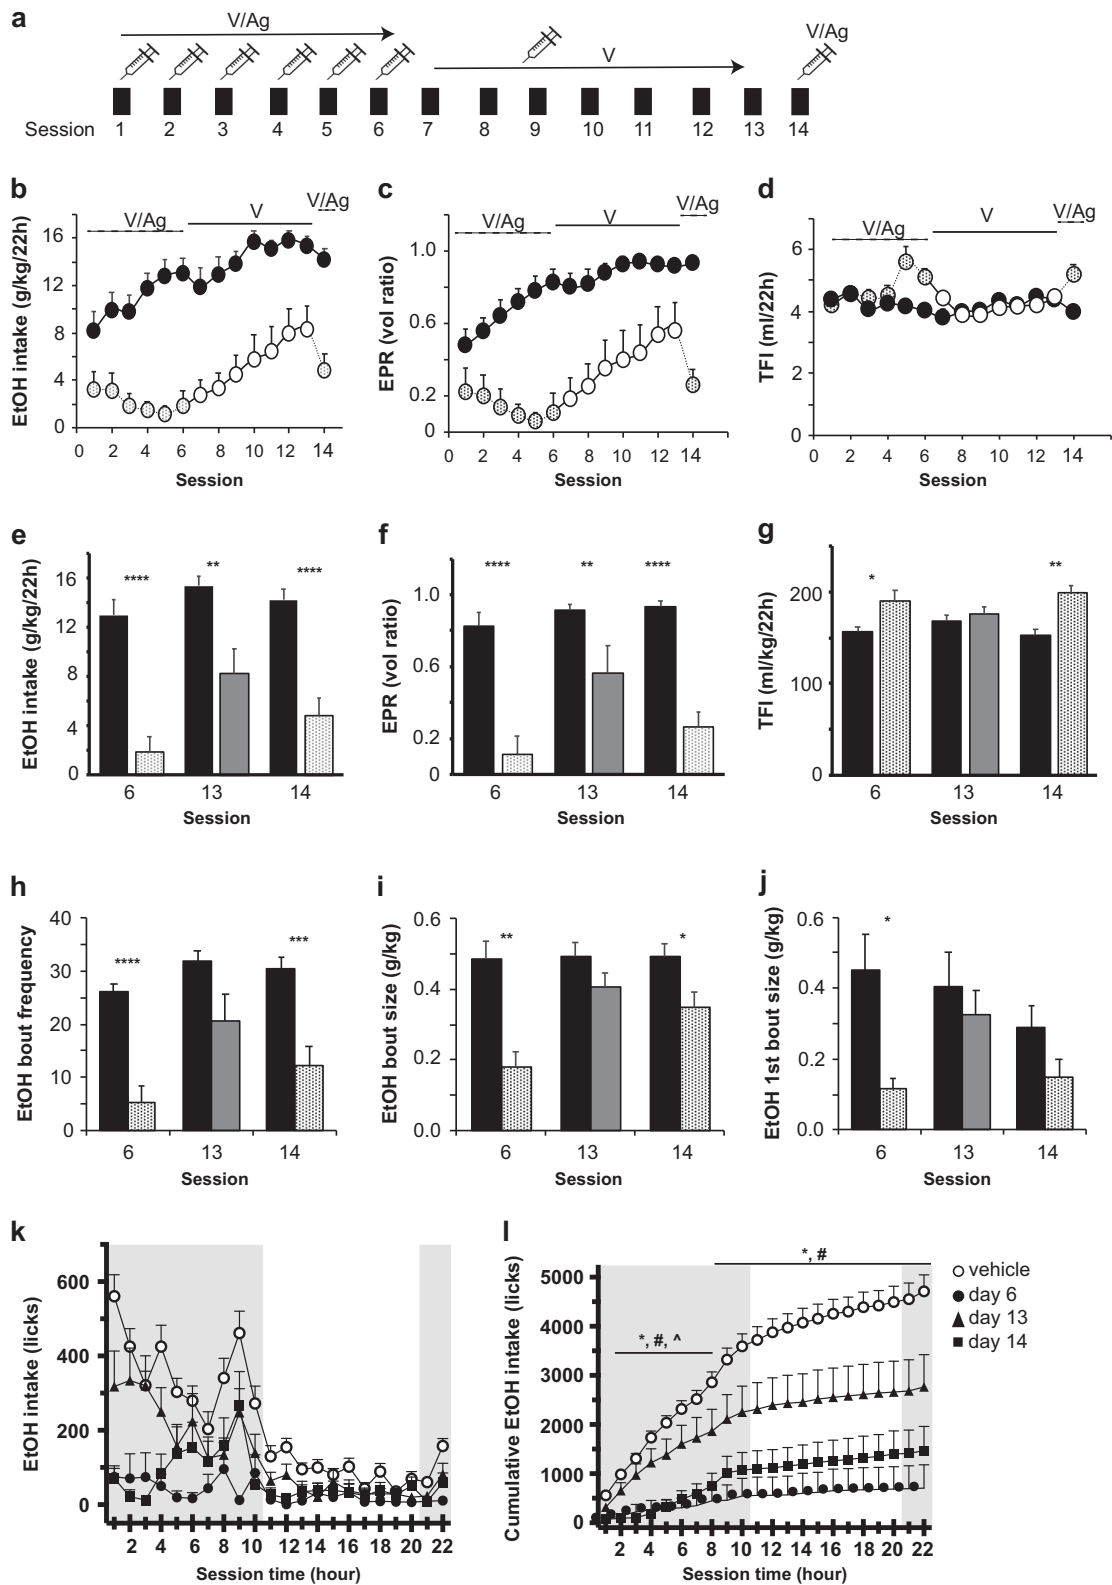 a
V/Ag
V
V/Ag
Session 1 2 3 4 5 6 7 8 9 10 11 12 13 14
b
EtOH intake (g/kg/22h)
V/Ag V V/Ag
16
12
8
4
0
0 2 4 6 8 10 12 14
Session
c
EPR (vol ratio)
V/Ag V V/Ag
1.0
0.6
0.2
0
0 2 4 6 8 10 12 14
Session
d
TFI (ml/22h)
V/Ag V V/Ag
6
4
2
0
0 2 4 6 8 10 12 14
Session
e
EtOH intake (g/kg/22h)
16
12
8
4
2
0
**** ** ****
6 13 14
Session
f
EPR (vol ratio)
1.0
0.6
0.2
0
**** ** ****
6 13 14
Session
g
TFI (ml/kg/22h)
200
100
0
* **
6 13 14
Session
h
EtOH bout frequency
40
30
20
10
0
**** ***
6 13 14
Session
i
EtOH bout size (g/kg)
0.6
0.4
0.2
0.0
** *
6 13 14
Session
j
EtOH 1st bout size (g/kg)
0.6
0.4
0.2
0.0
*
6 13 14
Session
k
EtOH intake (licks)
600
400
200
0
2 4 6 8 10 12 14 16 18 20 22
Session time (hour)
l
Cumulative EtOH intake (licks)
5000
4000
3000
2000
1000
0
*, #, ^
*, #
2 4 6 8 10 12 14 16 18 20 22
Session time (hour)
vehicle
day 6
day 13
day 14